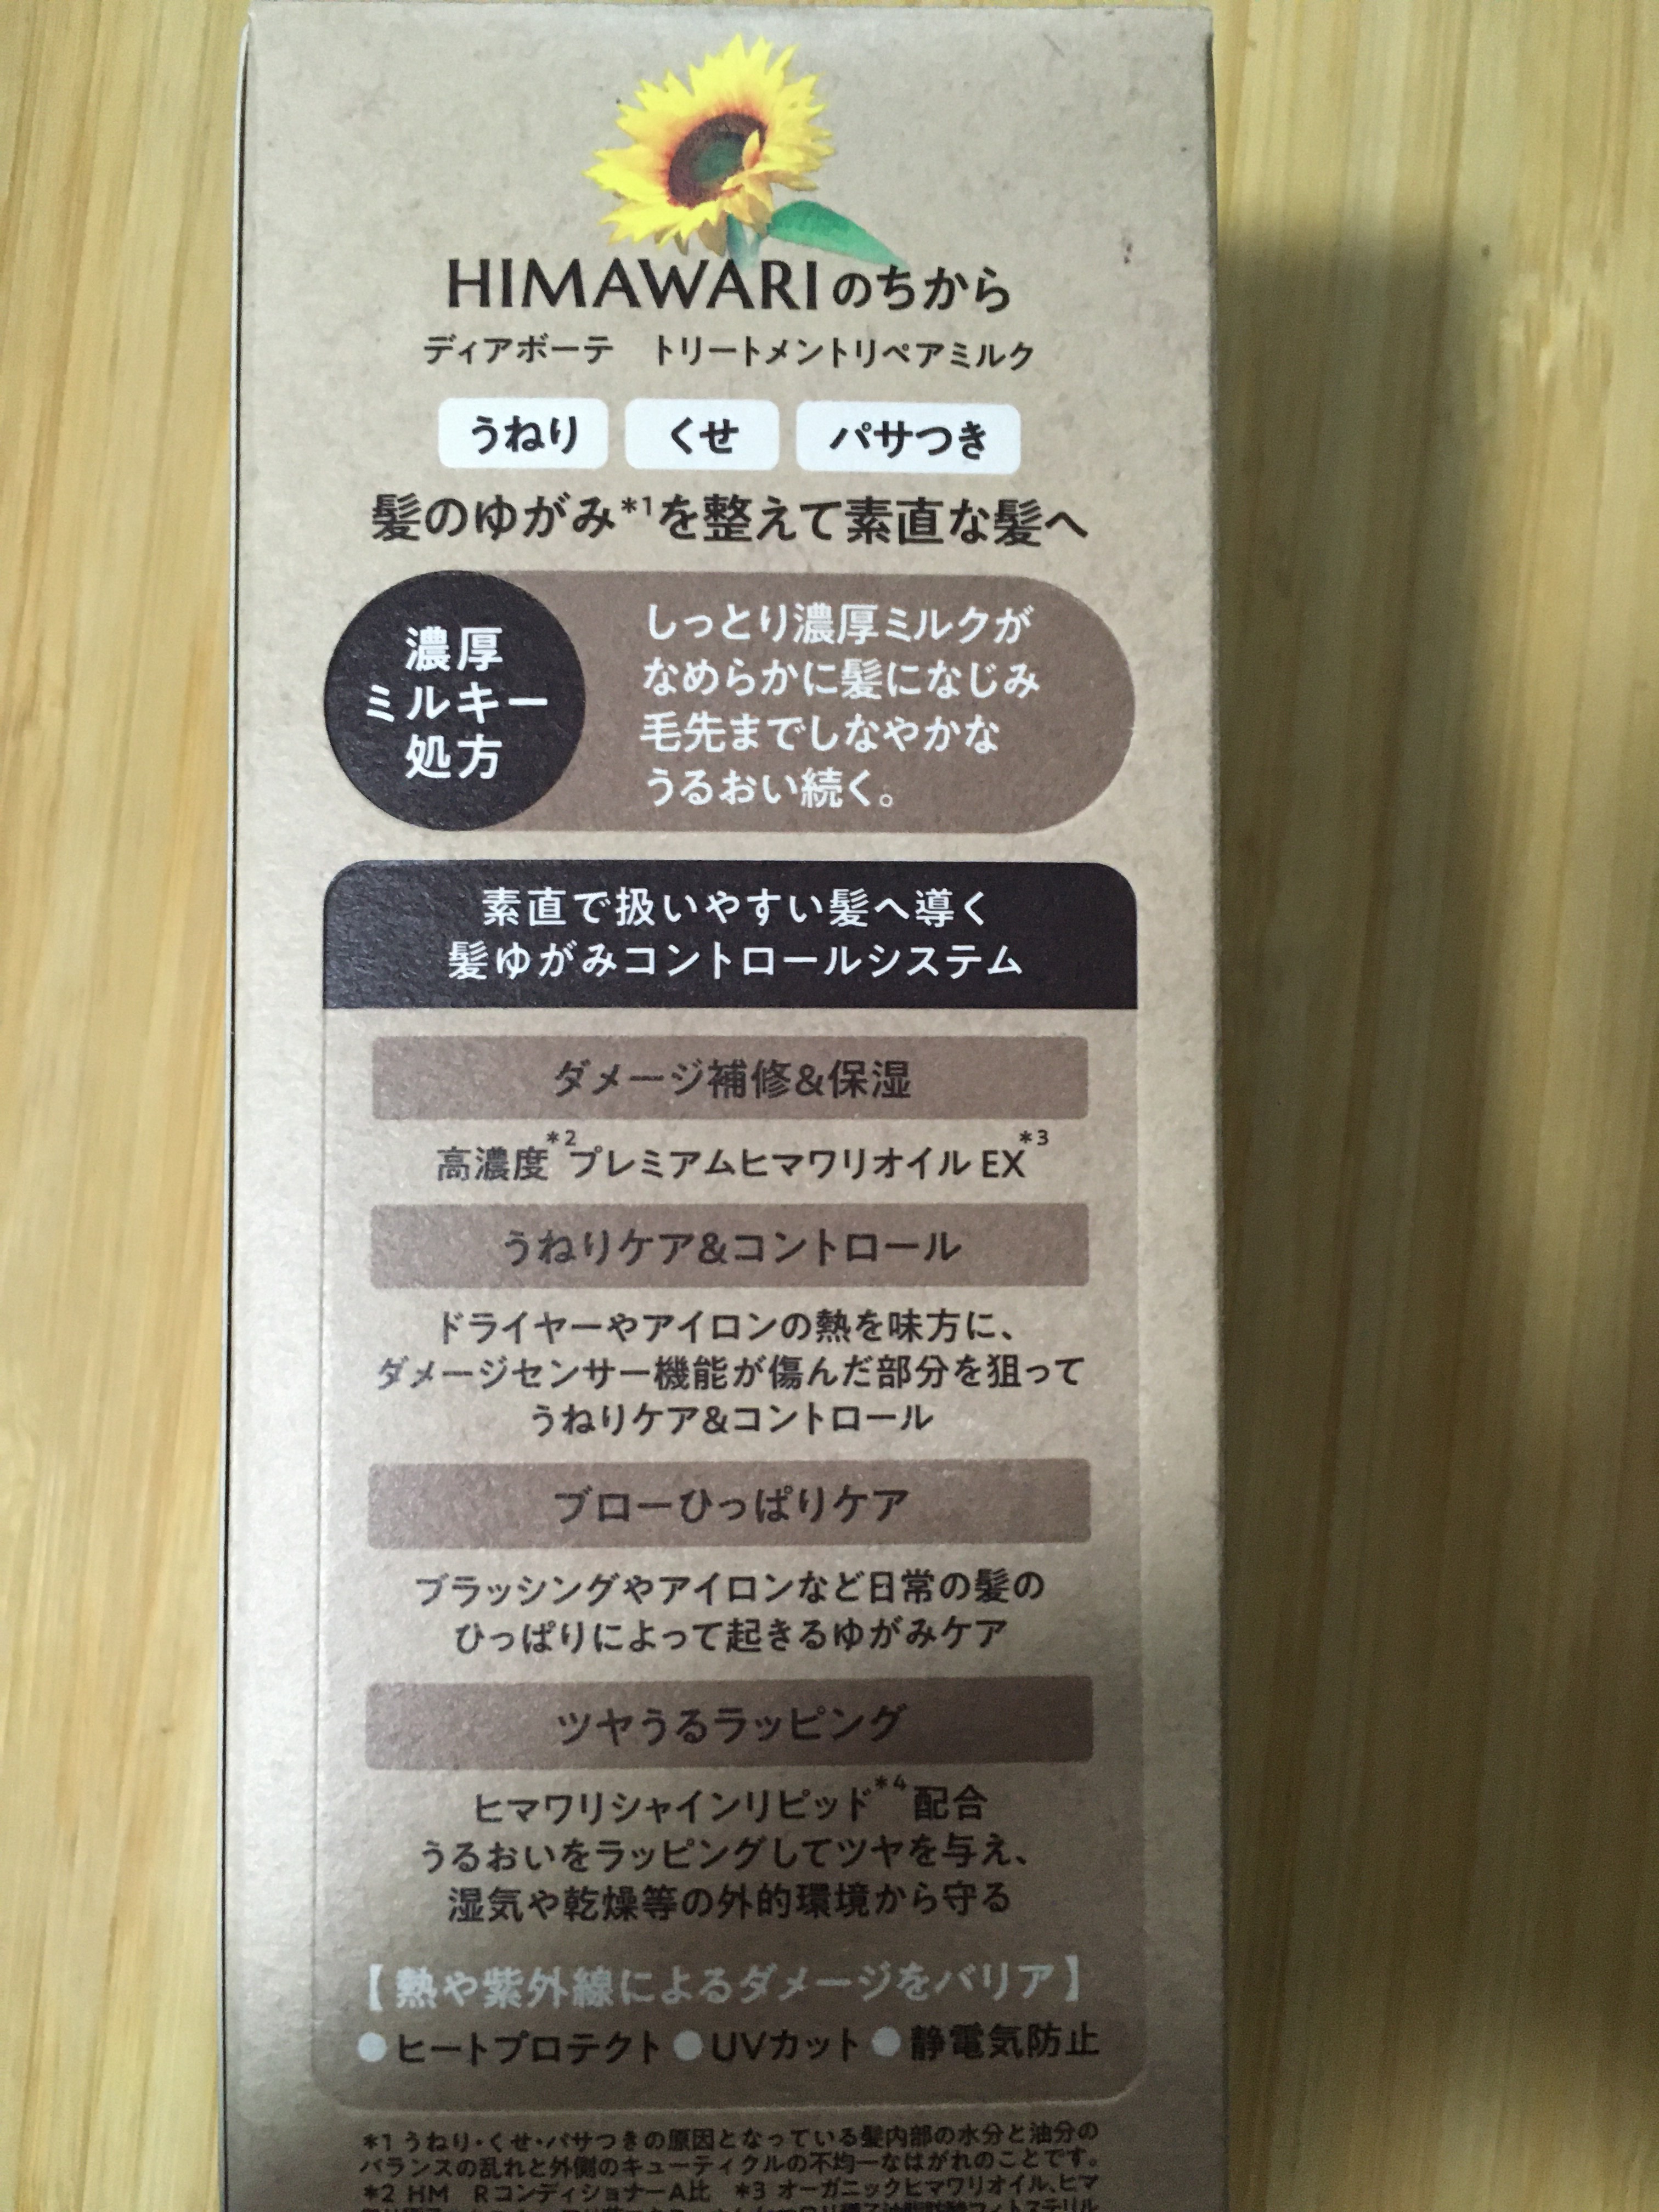 HIMAWARIのちから
ディアボーテ　トリートメントリペアミルク
うねり くせ パサつき
髪のゆがみ*1を整えて素直な髪へ
濃厚
ミルキー
処方
しっとり濃厚ミルクが
なめらかに髪になじみ
毛先までしなやかな
うるおい続く。
素直で扱いやすい髪へ導く
髪ゆがみコントロールシステム
ダメージ補修&保湿
高濃度*2プレミアムヒマワリオイルEX*3
うねりケア&コントロール
ドライヤーやアイロンの熱を味方に、
ダメージセンサー機能が傷んだ部分を狙って
うねりケア&コントロール
ブローひっぱりケア
ブラッシングやアイロンなど日常の髪の
ひっぱりによって起きるゆがみケア
ツヤうるラッピング
ヒマワリシャインリピッド*4配合
うるおいをラッピングしてツヤを与え、
湿気や乾燥等の外的環境から守る
【熱や紫外線によるダメージをバリア】
●ヒートプロテクト ●UVカット ●静電気防止
*1 うねり・くせ・パサつきの原因となっている髪内部の水分と油分の
バランスの乱れと外側のキューティクルの不均一なはがれのことです。
*2 HM　RコンディショナーA比　*3 オーガニックヒマワリオイル、ヒマ